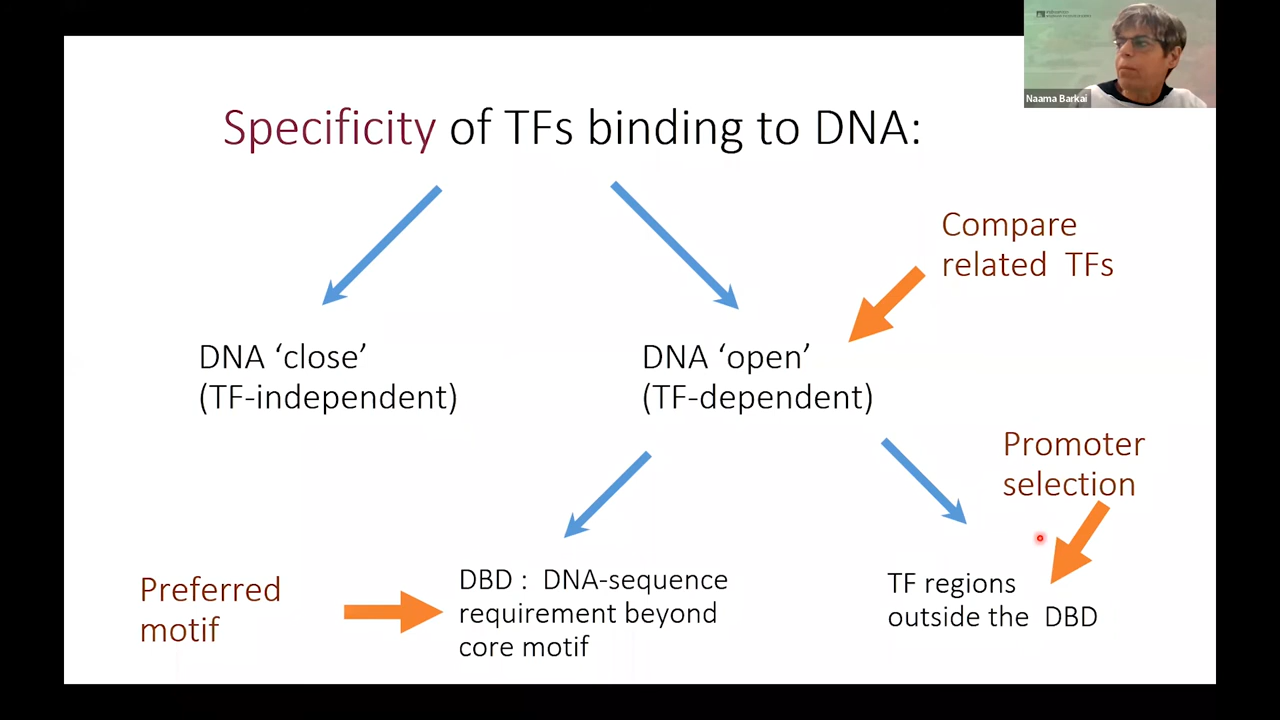 Naama Barkai
Specificity of TFs binding to DNA:
Compare
related TFs
DNA ‘close’
(TF-independent)
DNA ‘open’
(TF-dependent)
Promoter
selection
Preferred
motif
DBD : DNA-sequence
requirement beyond
core motif
TF regions
outside the DBD